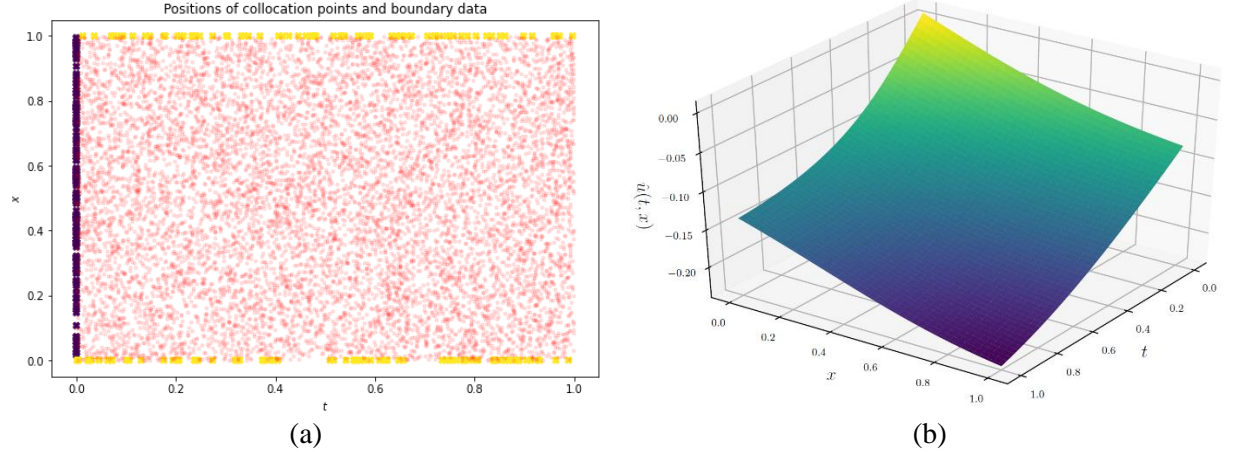 Positions of collocation points and boundary data
1.0
0.8
0.6
0.4
0.2
0.0
x
0.0 0.2 0.4 0.6 0.8 1.0
t
(a)
0.00
−0.05
−0.10
−0.15
−0.20
û(t, x)
0.0 0.2 0.4 0.6 0.8 1.0
x
1.0 0.8 0.6 0.4 0.2 0.0
t
(b)